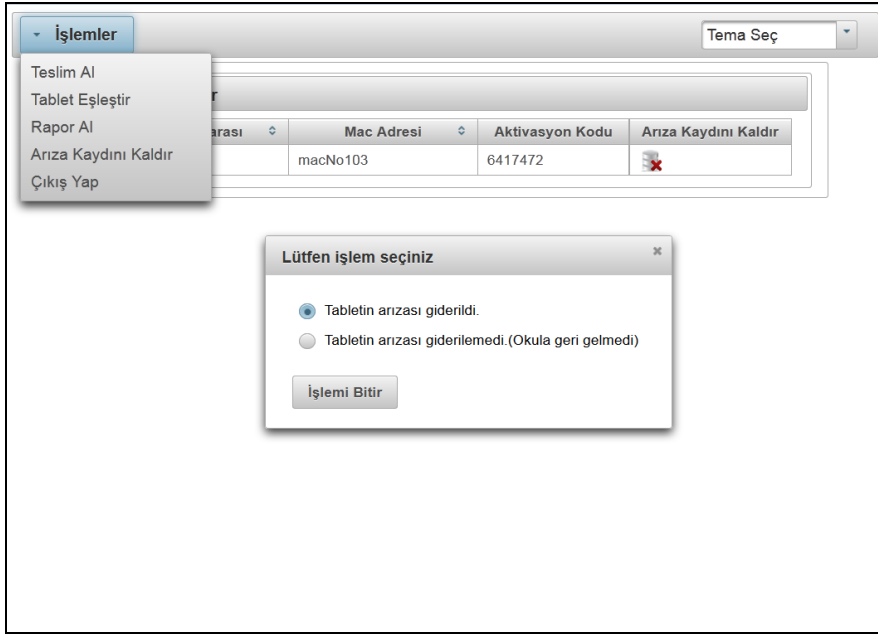 İşlemler
Tema Seç
Teslim Al
Tablet Eşleştir
Rapor Al
Arıza Kaydını Kaldır
Çıkış Yap
Mac Adresi Aktivasyon Kodu Arıza Kaydını Kaldır
macNo103 6417472
Lütfen işlem seçiniz
Tabletin arızası giderildi.
Tabletin arızası giderilemedi.(Okula geri gelmedi)
İşlemi Bitir